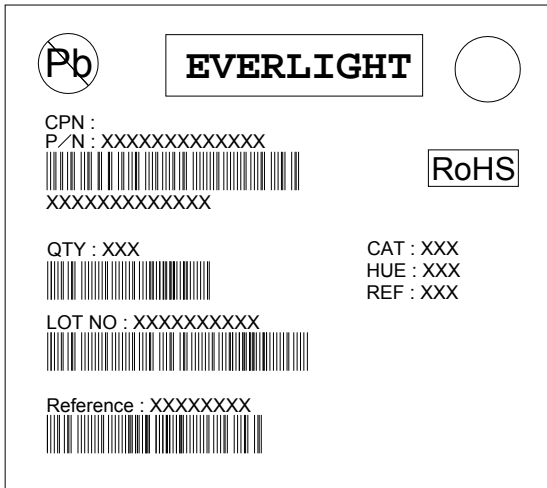 Pb
EVERLIGHT
CPN :
P/N : XXXXXXXXXXXXX
RoHS
XXXXXXXXXXXXX
QTY : XXX
CAT : XXX
HUE : XXX
REF : XXX
LOT NO : XXXXXXXXXX
Reference : XXXXXXXX